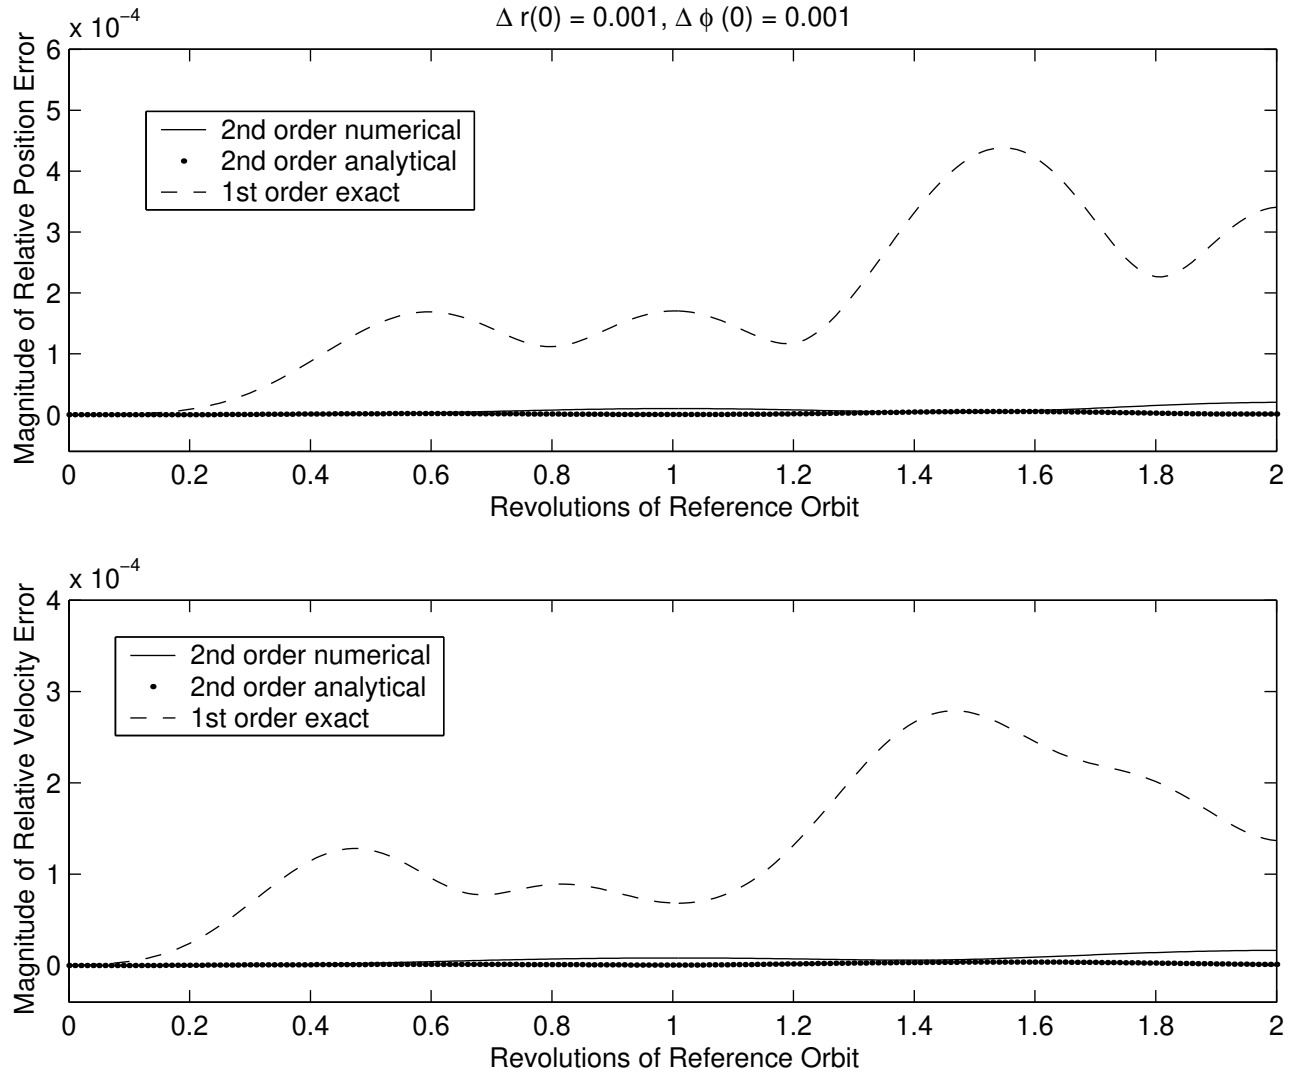 Δ r(0) = 0.001, Δ ϕ (0) = 0.001
x 10⁻⁴
Magnitude of Relative Position Error
6
5
4
3
2
1
0
2nd order numerical
2nd order analytical
1st order exact
0 0.2 0.4 0.6 0.8 1 1.2 1.4 1.6 1.8 2
Revolutions of Reference Orbit
x 10⁻⁴
Magnitude of Relative Velocity Error
4
3
2
1
0
2nd order numerical
2nd order analytical
1st order exact
0 0.2 0.4 0.6 0.8 1 1.2 1.4 1.6 1.8 2
Revolutions of Reference Orbit